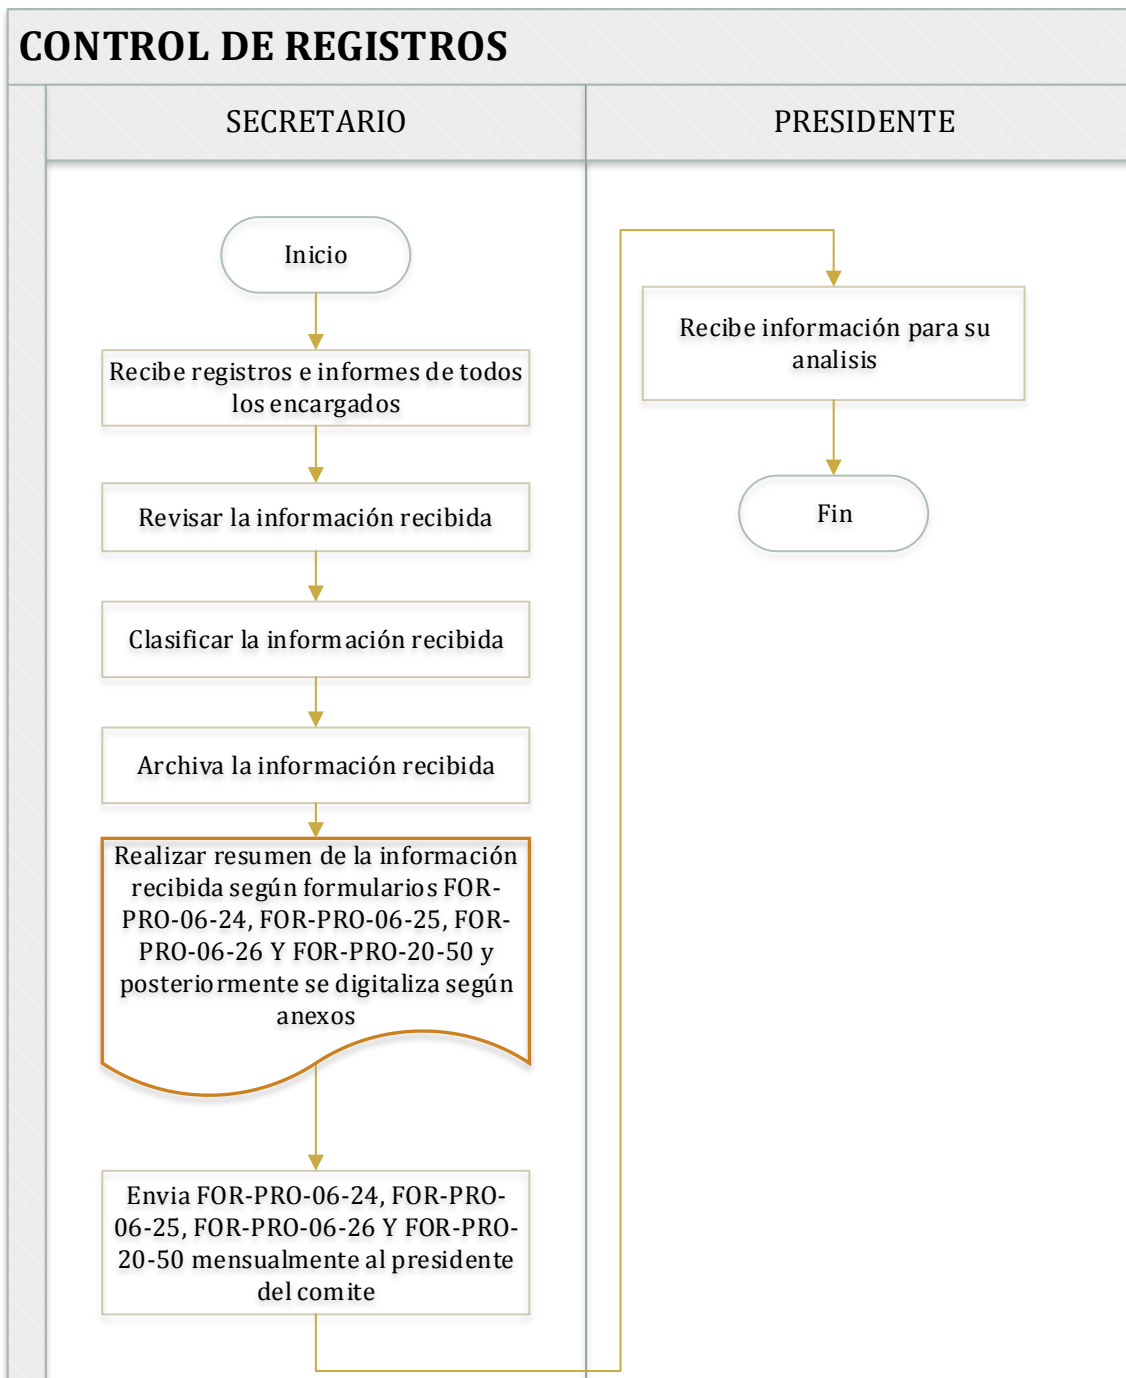 CONTROL DE REGISTROS
SECRETARIO
PRESIDENTE
Inicio
Recibe registros e informes de todos
los encargados
Revisar la información recibida
Clasificar la información recibida
Archiva la información recibida
Realizar resumen de la información
recibida según formularios FOR-
PRO-06-24, FOR-PRO-06-25, FOR-
PRO-06-26 Y FOR-PRO-20-50 y
posteriormente se digitaliza según
anexos
Envia FOR-PRO-06-24, FOR-PRO-
06-25, FOR-PRO-06-26 Y FOR-PRO-
20-50 mensualmente al presidente
del comite
Recibe información para su
analisis
Fin